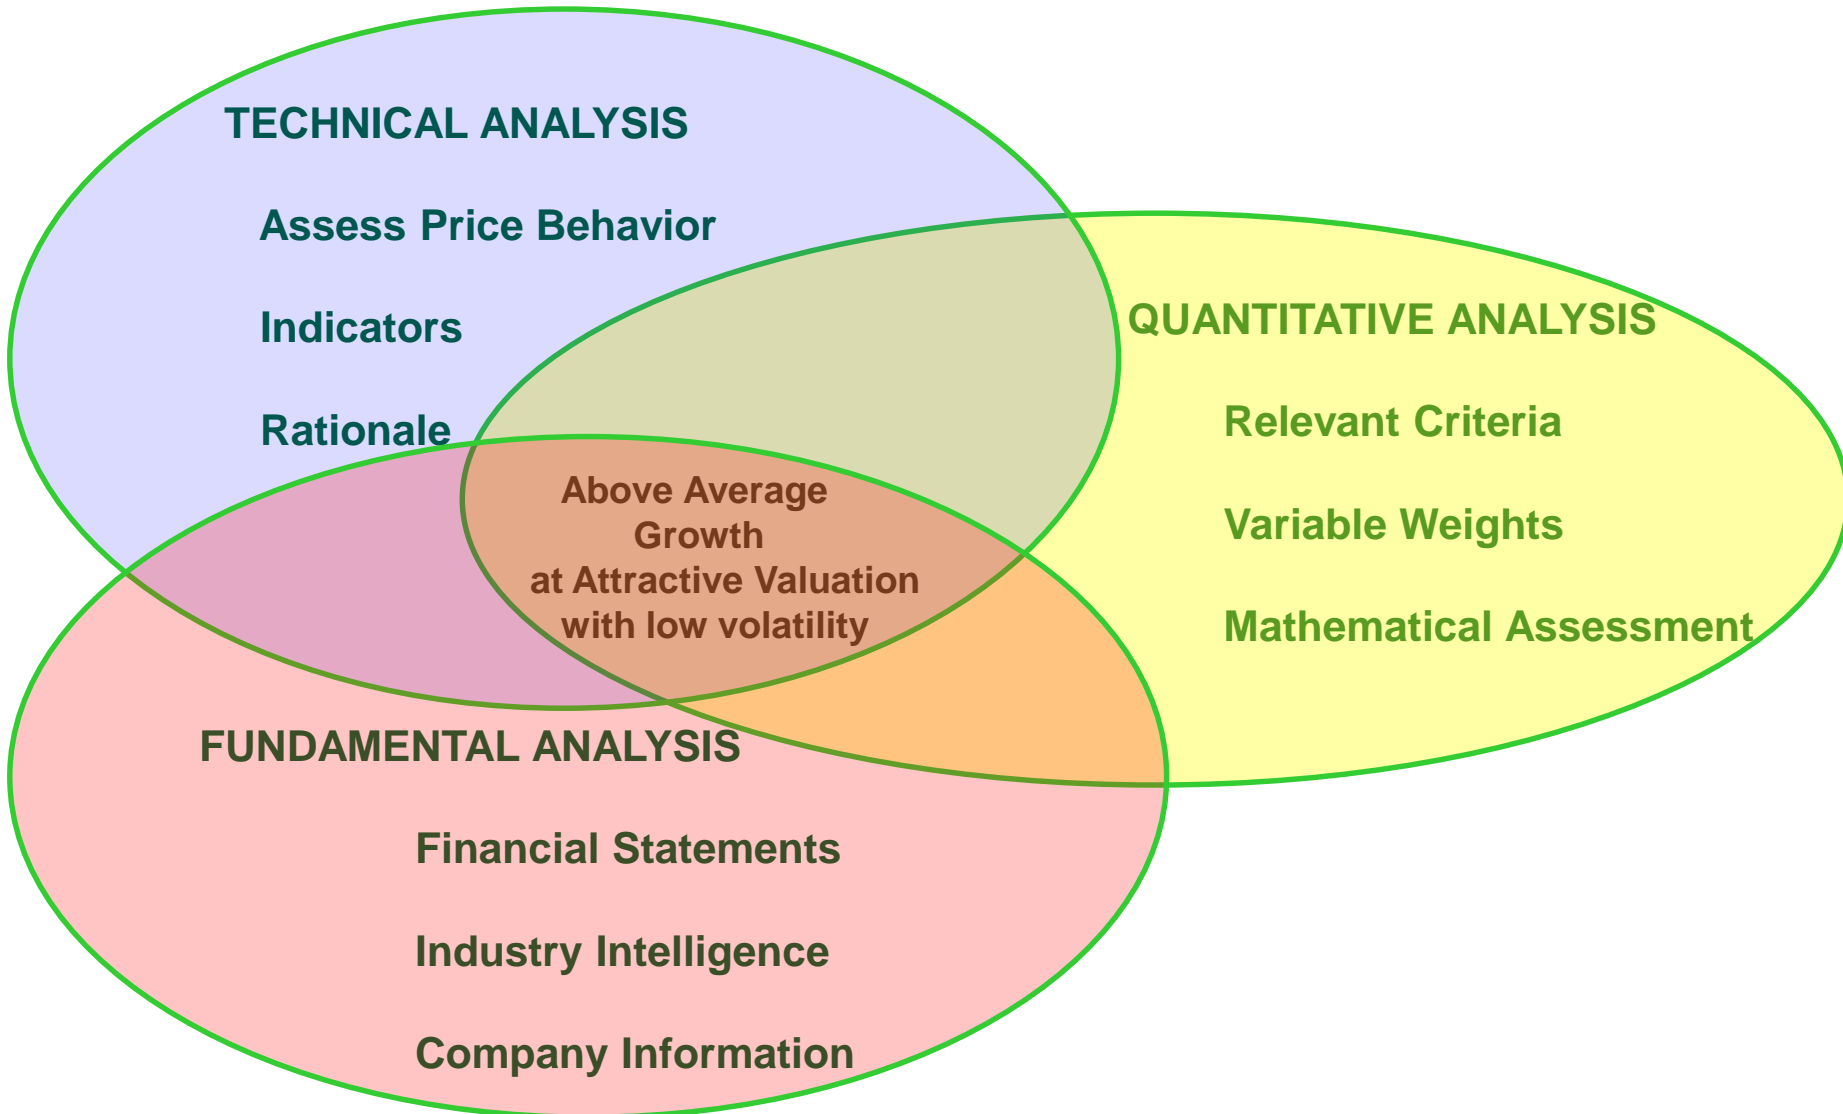 TECHNICAL ANALYSIS
Assess Price Behavior
Indicators
Rationale
QUANTITATIVE ANALYSIS
Relevant Criteria
Variable Weights
Mathematical Assessment
Above Average
Growth
at Attractive Valuation
with low volatility
FUNDAMENTAL ANALYSIS
Financial Statements
Industry Intelligence
Company Information